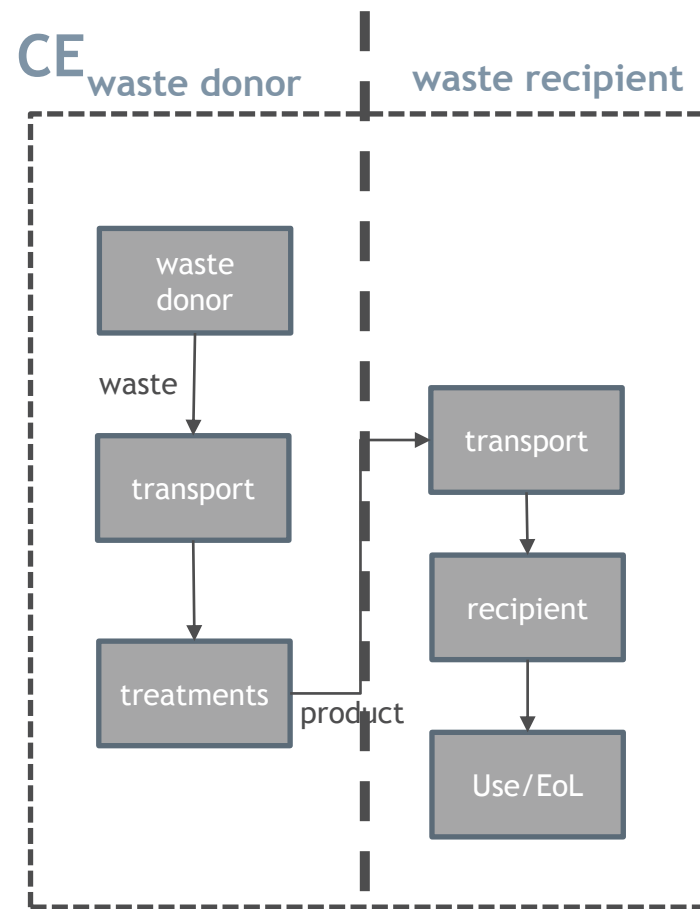 CE
waste donor
waste recipient
waste
donor
waste
transport
treatments
product
transport
recipient
Use/EoL